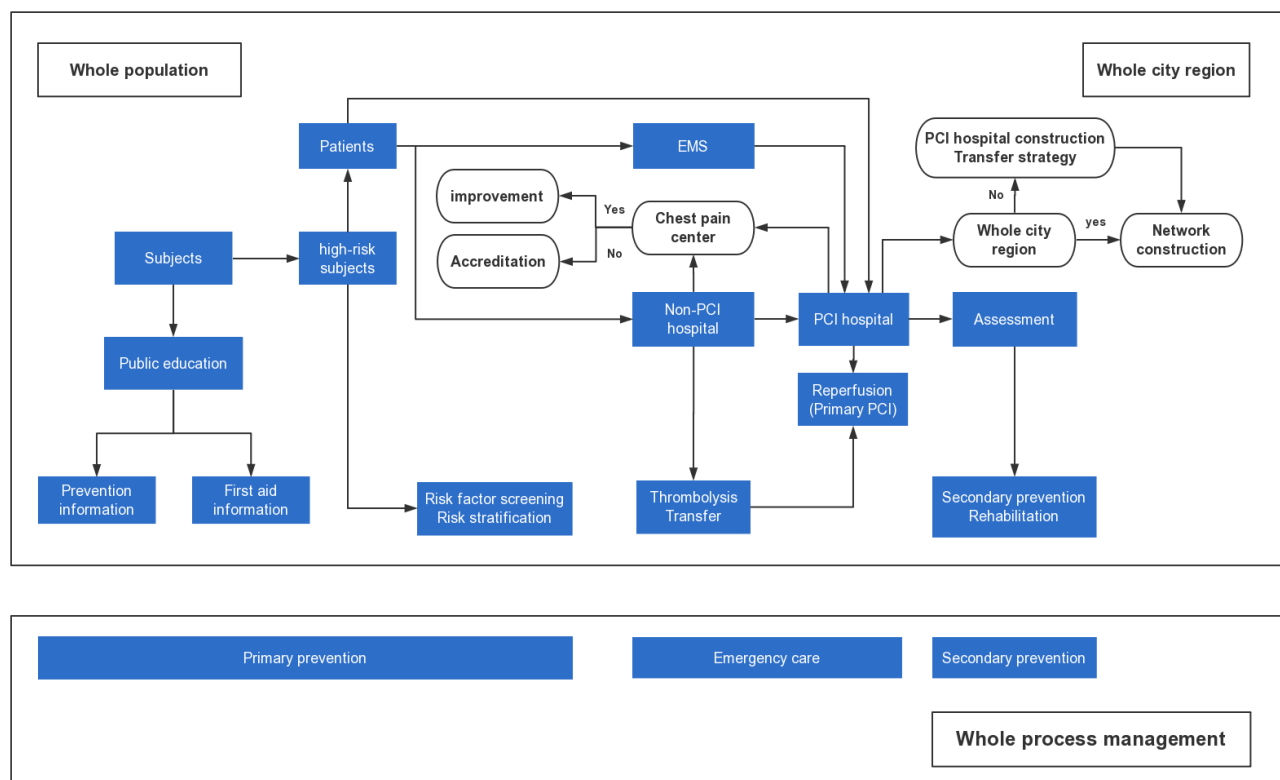 Whole population
Whole city region
Patients
EMS
PCI hospital construction
Transfer strategy
improvement
Yes
Chest pain
center
No
Accreditation
No
Whole city
region
yes
Network
construction
Subjects
high-risk
subjects
Non-PCI
hospital
PCI hospital
Assessment
Public education
Reperfusion
(Primary PCI)
Prevention
information
First aid
information
Risk factor screening
Risk stratification
Thrombolysis
Transfer
Secondary prevention
Rehabilitation
Primary prevention
Emergency care
Secondary prevention
Whole process management